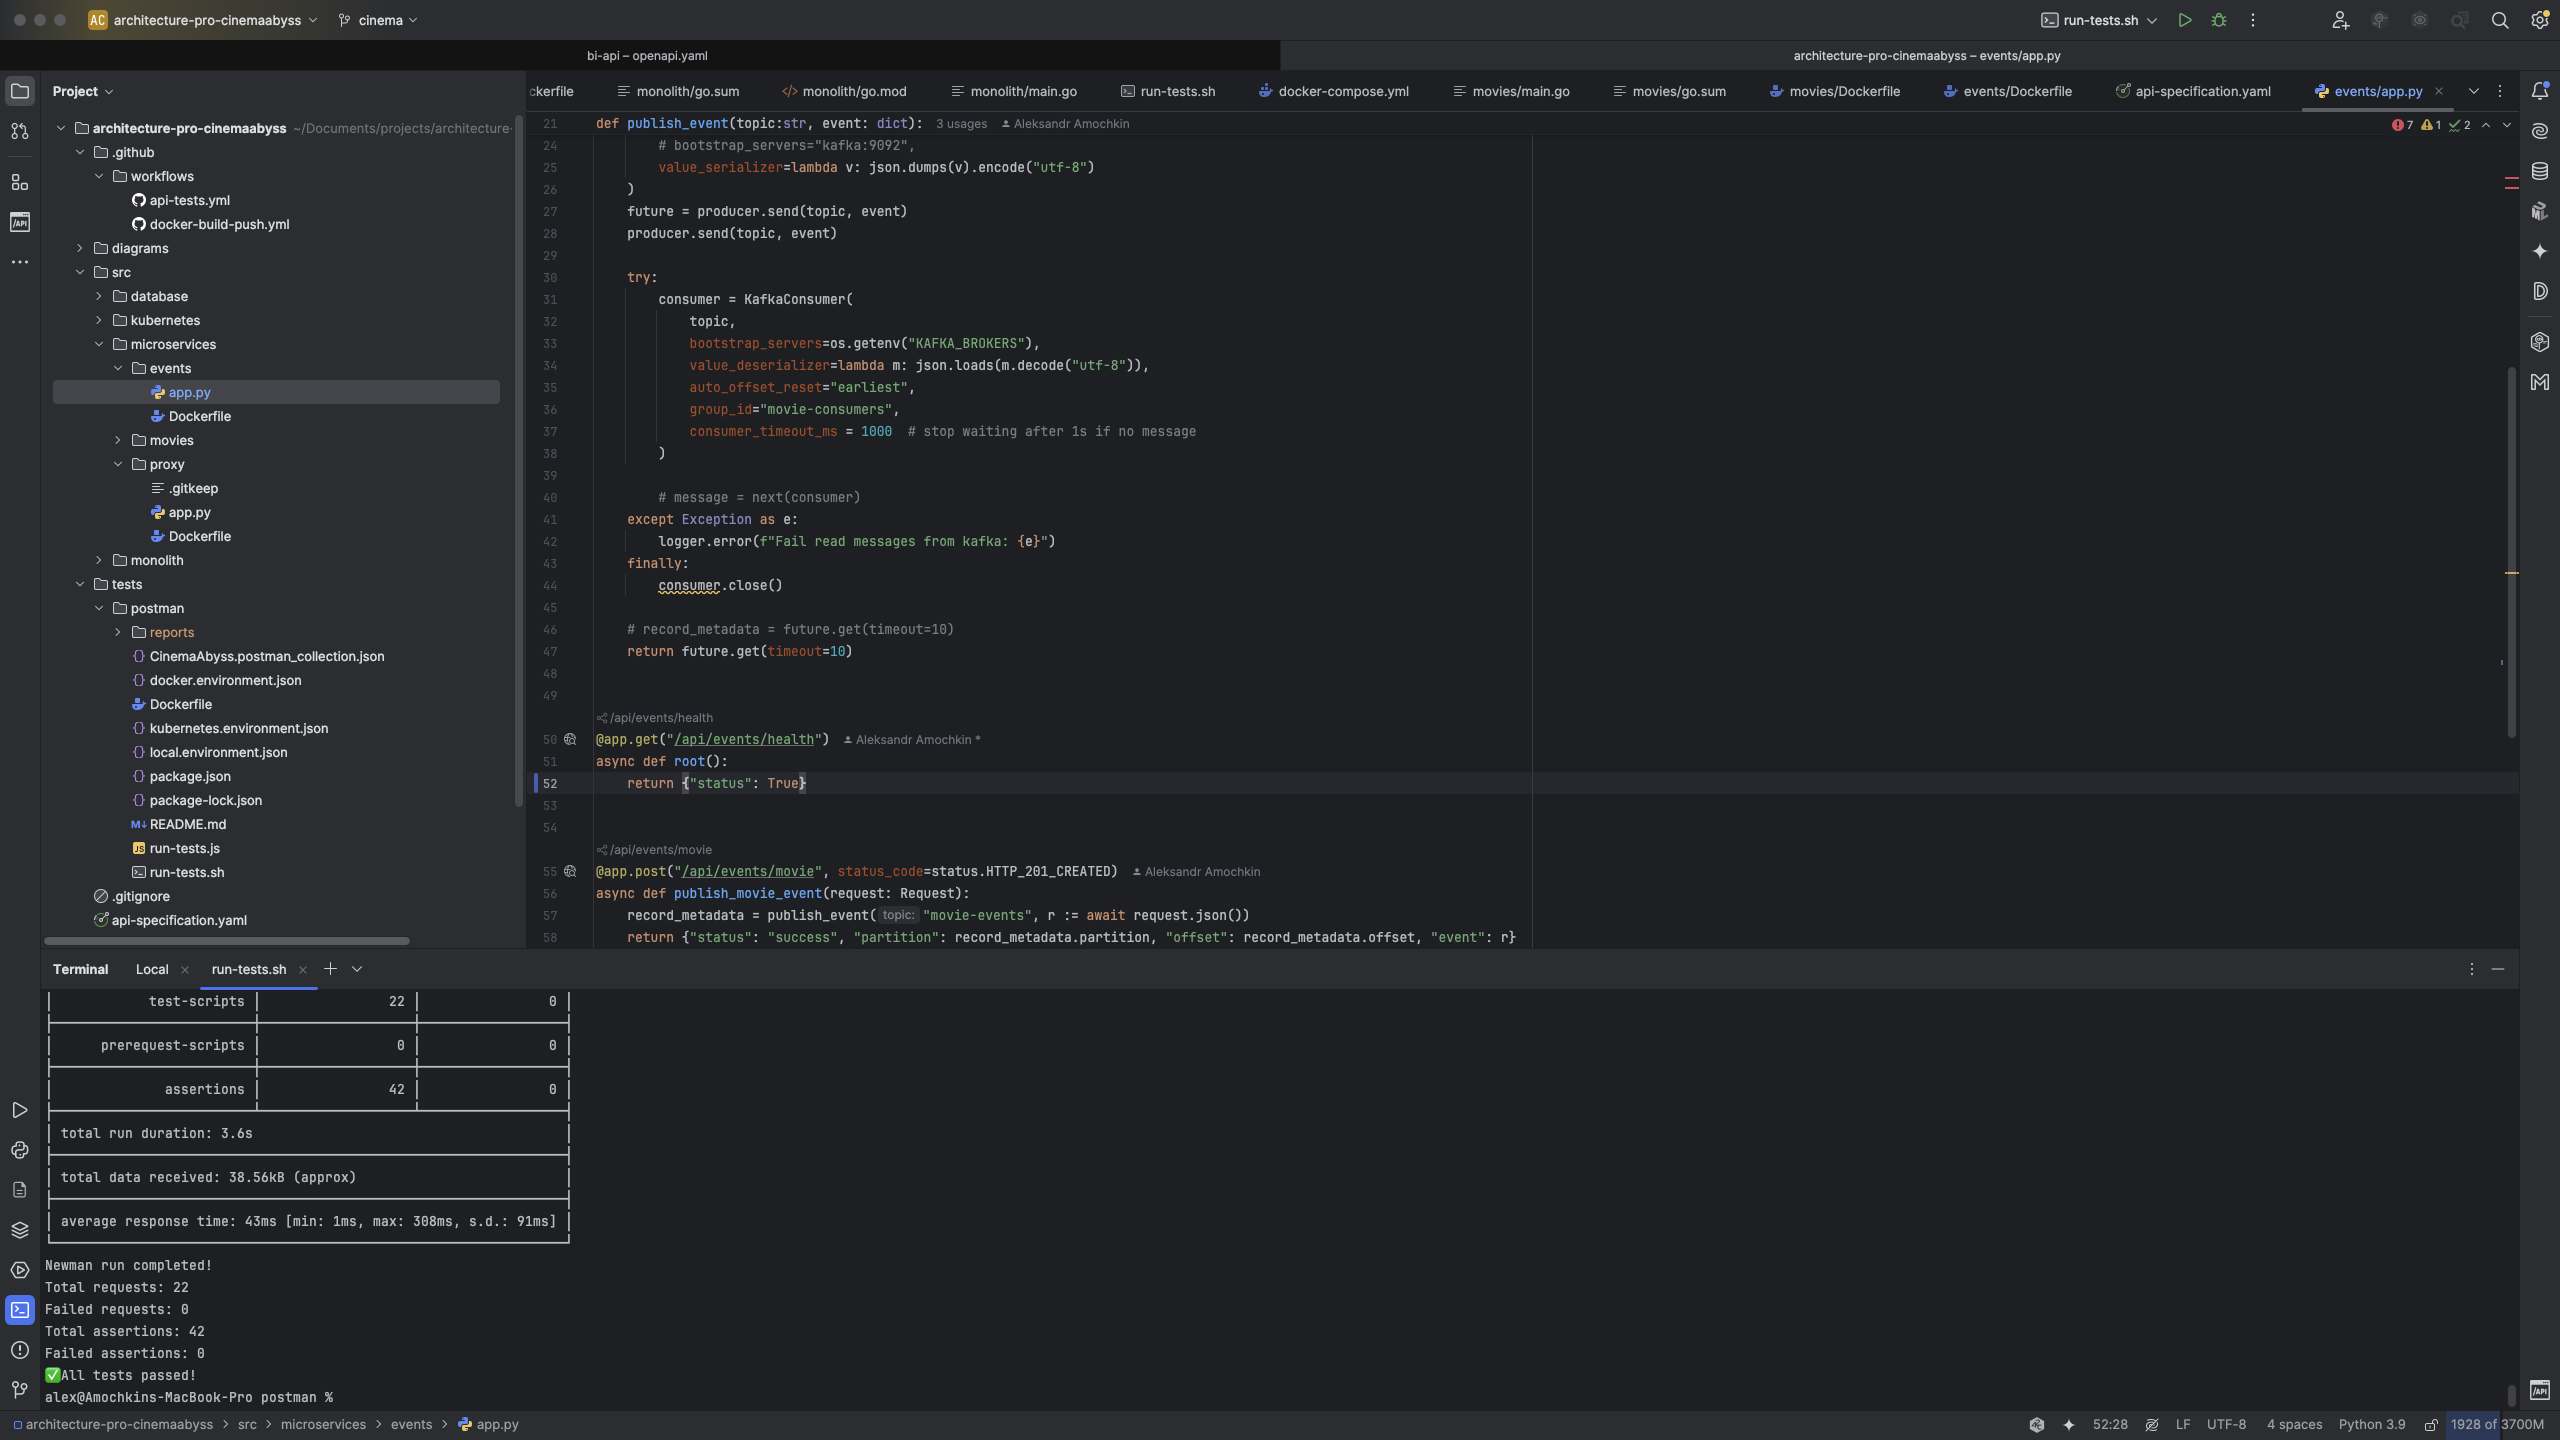 AC architecture-pro-cinemaabyss cinema run-tests.sh
bi-api – openapi.yaml architecture-pro-cinemaabyss – events/app.py
Project
architecture-pro-cinemaabyss ~/Documents/projects/architecture-
.github
workflows
api-tests.yml
docker-build-push.yml
diagrams
src
database
kubernetes
microservices
events
app.py
Dockerfile
movies
proxy
.gitkeep
app.py
Dockerfile
monolith
tests
postman
reports
CinemaAbyss.postman_collection.json
docker.environment.json
Dockerfile
kubernetes.environment.json
local.environment.json
package.json
package-lock.json
README.md
run-tests.js
run-tests.sh
.gitignore
api-specification.yaml
ckerfile monolith/go.sum monolith/go.mod monolith/main.go run-tests.sh docker-compose.yml movies/main.go movies/go.sum movies/Dockerfile events/Dockerfile api-specification.yaml events/app.py
21 def publish_event(topic:str, event: dict): 3 usages Aleksandr Amochkin 7 1 2
24 # bootstrap_servers="kafka:9092",
25 value_serializer=lambda v: json.dumps(v).encode("utf-8")
26 )
27 future = producer.send(topic, event)
28 producer.send(topic, event)
29
30 try:
31 consumer = KafkaConsumer(
32 topic,
33 bootstrap_servers=os.getenv("KAFKA_BROKERS"),
34 value_deserializer=lambda m: json.loads(m.decode("utf-8")),
35 auto_offset_reset="earliest",
36 group_id="movie-consumers",
37 consumer_timeout_ms = 1000 # stop waiting after 1s if no message
38 )
39
40 # message = next(consumer)
41 except Exception as e:
42 logger.error(f"Fail read messages from kafka: {e}")
43 finally:
44 consumer.close()
45
46 # record_metadata = future.get(timeout=10)
47 return future.get(timeout=10)
48
49
/api/events/health
50 @app.get("/api/events/health") Aleksandr Amochkin *
51 async def root():
52 return {"status": True}
53
54
/api/events/movie
55 @app.post("/api/events/movie", status_code=status.HTTP_201_CREATED) Aleksandr Amochkin
56 async def publish_movie_event(request: Request):
57 record_metadata = publish_event( topic: "movie-events", r := await request.json())
58 return {"status": "success", "partition": record_metadata.partition, "offset": record_metadata.offset, "event": r}
Terminal Local run-tests.sh
test-scripts 22 0
prerequest-scripts 0 0
assertions 42 0
total run duration: 3.6s
total data received: 38.56kB (approx)
average response time: 43ms [min: 1ms, max: 308ms, s.d.: 91ms]
Newman run completed!
Total requests: 22
Failed requests: 0
Total assertions: 42
Failed assertions: 0
✅All tests passed!
alex@Amochkins-MacBook-Pro postman %
architecture-pro-cinemaabyss > src > microservices > events > app.py 52:28 LF UTF-8 4 spaces Python 3.9 1928 of 3700M